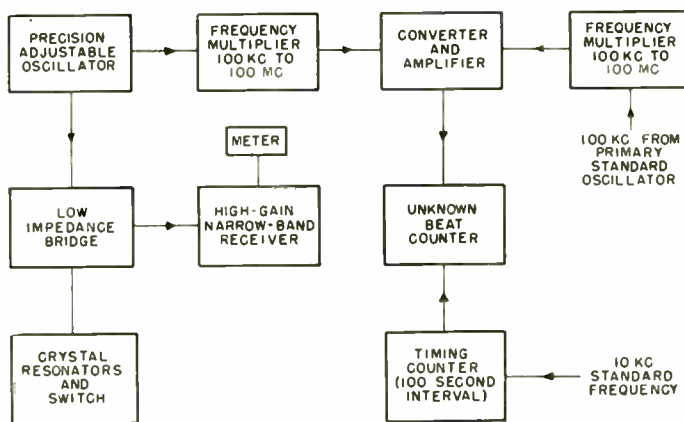 PRECISION
ADJUSTABLE
OSCILLATOR
FREQUENCY
MULTIPLIER
100 KC TO
100 MC
CONVERTER
AND
AMPLIFIER
FREQUENCY
MULTIPLIER
100 KC TO
100 MC
METER
100 KC FROM
PRIMARY
STANDARD
OSCILLATOR
LOW
IMPEDANCE
BRIDGE
HIGH-GAIN
NARROW-BAND
RECEIVER
UNKNOWN
BEAT
COUNTER
CRYSTAL
RESONATORS
AND
SWITCH
TIMING
COUNTER
(100 SECOND
INTERVAL)
10 KC
STANDARD
FREQUENCY